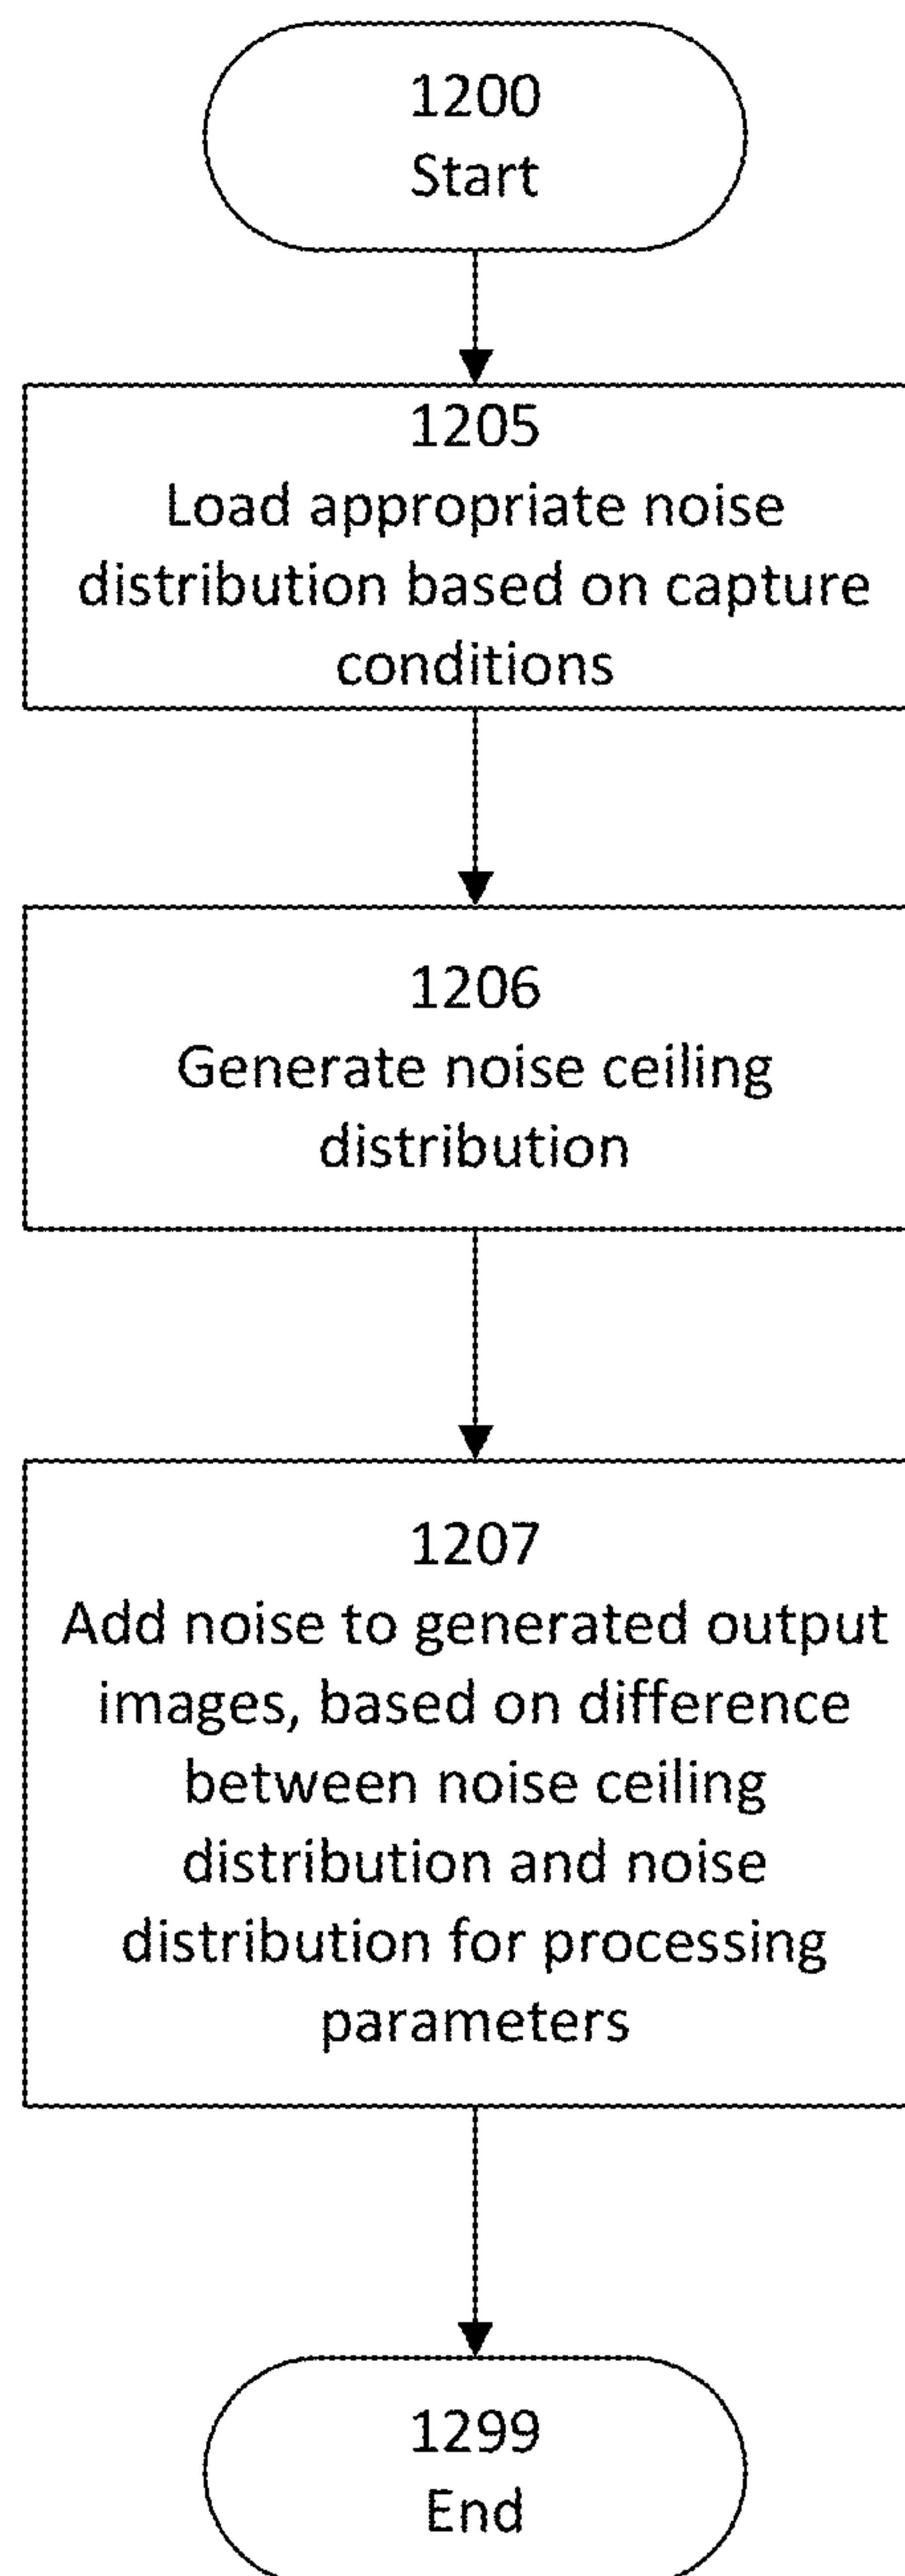 1200
Start
1205
Load appropriate noise
distribution based on capture
conditions
1206
Generate noise ceiling
distribution
1207
Add noise to generated output
images, based on difference
between noise ceiling
distribution and noise
distribution for processing
parameters
1299
End